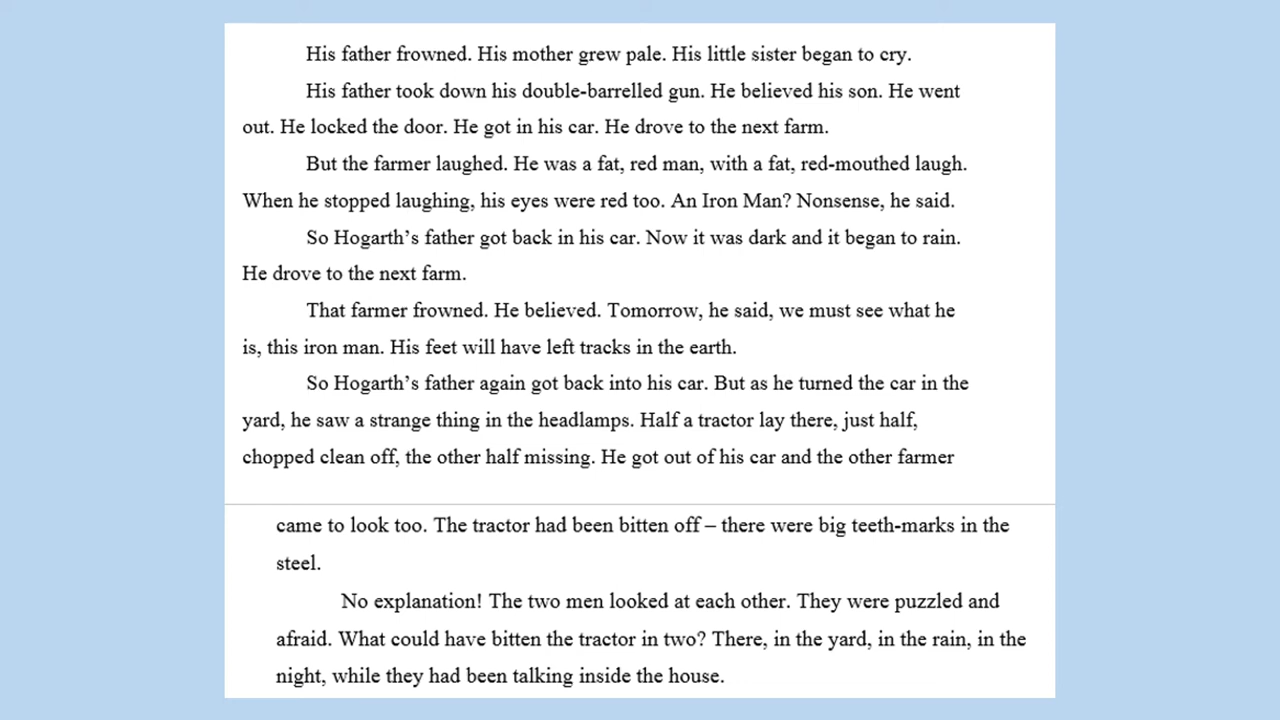 His father frowned. His mother grew pale. His little sister began to cry.
His father took down his double-barrelled gun. He believed his son. He went
out. He locked the door. He got in his car. He drove to the next farm.
But the farmer laughed. He was a fat, red man, with a fat, red-mouthed laugh.
When he stopped laughing, his eyes were red too. An Iron Man? Nonsense, he said.
So Hogarth’s father got back in his car. Now it was dark and it began to rain.
He drove to the next farm.
That farmer frowned. He believed. Tomorrow, he said, we must see what he
is, this iron man. His feet will have left tracks in the earth.
So Hogarth’s father again got back into his car. But as he turned the car in the
yard, he saw a strange thing in the headlamps. Half a tractor lay there, just half,
chopped clean off, the other half missing. He got out of his car and the other farmer
came to look too. The tractor had been bitten off – there were big teeth-marks in the
steel.
No explanation! The two men looked at each other. They were puzzled and
afraid. What could have bitten the tractor in two? There, in the yard, in the rain, in the
night, while they had been talking inside the house.